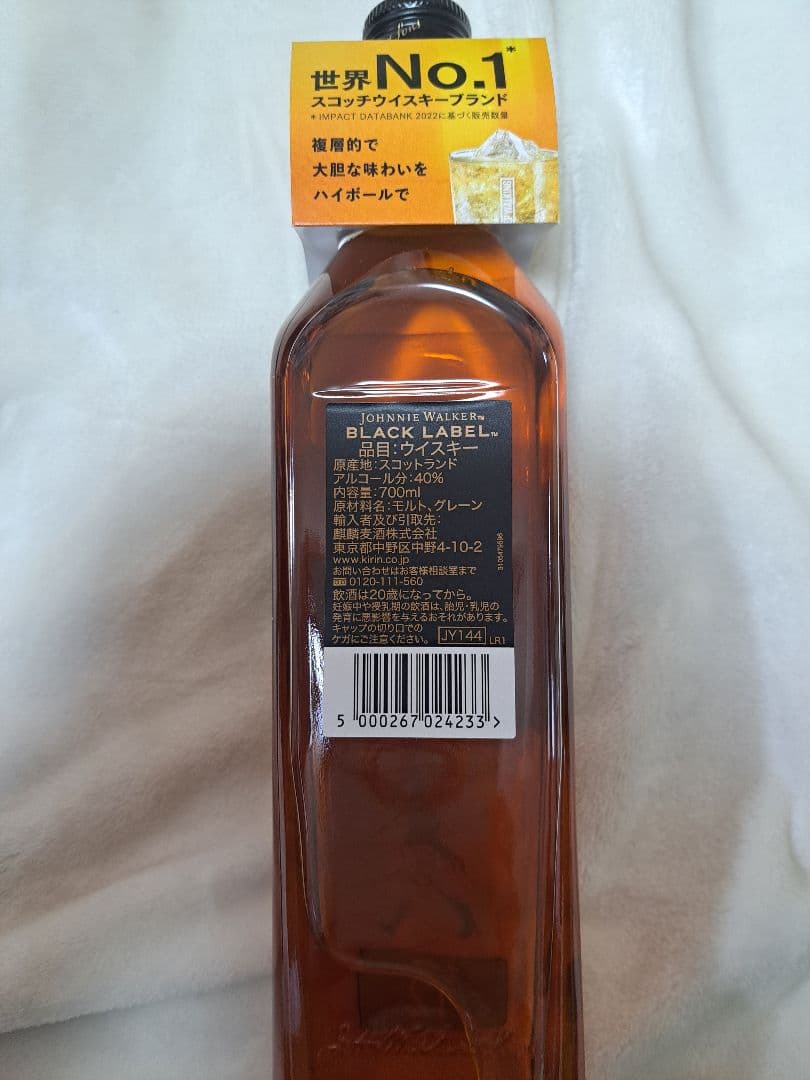 世界No.1*
スコッチウイスキーブランド
* IMPACT DATABANK 2022に基づく販売数量
複層的で
大胆な味わいを
ハイボールで
JOHNNIE WALKER™
BLACK LABEL™
品目:ウイスキー
原産地:スコットランド
アルコール分:40%
内容量:700ml
原材料名:モルト、グレーン
輸入者及び引取先:
麒麟麦酒株式会社
東京都中野区中野4-10-2
www.kirin.co.jp
お問い合わせはお客様相談室まで
0120-111-560
飲酒は20歳になってから。
妊娠中や授乳期の飲酒は、胎児・乳児の
発育に悪影響を与えるおそれがあります。
キャップの切り口での
ケガにご注意ください。 JY144 LR1
5 000267 024233 >